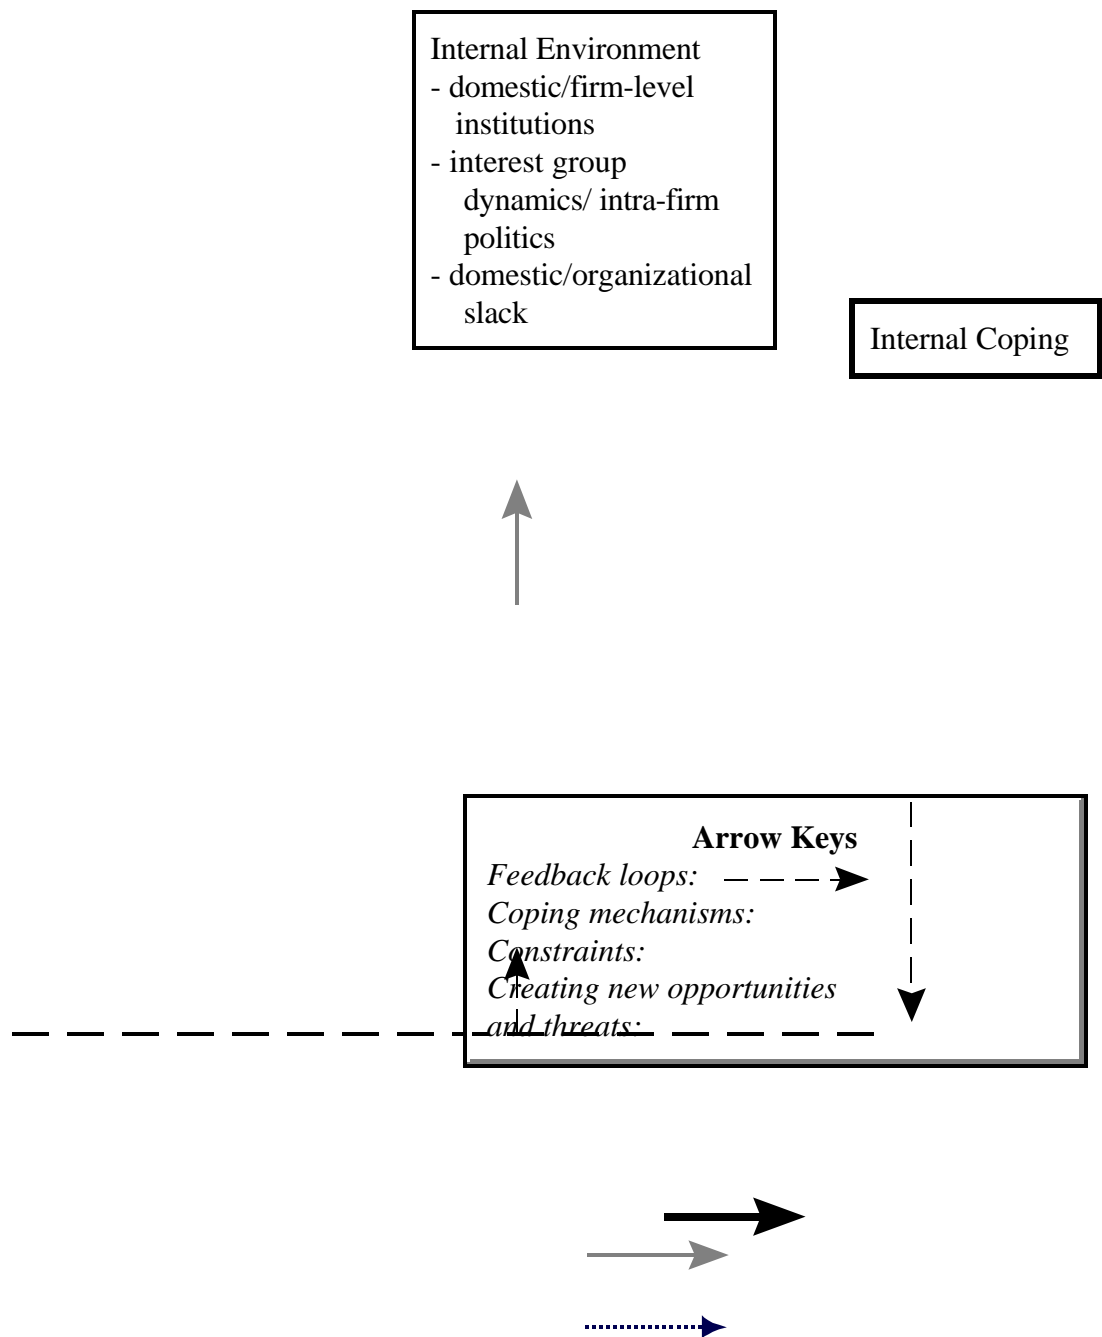 Internal Environment
- domestic/firm-level
institutions
- interest group
dynamics/ intra-firm
politics
- domestic/organizational
slack
Internal Coping
Arrow Keys
Feedback loops:
Coping mechanisms:
Constraints:
Creating new opportunities
and threats: